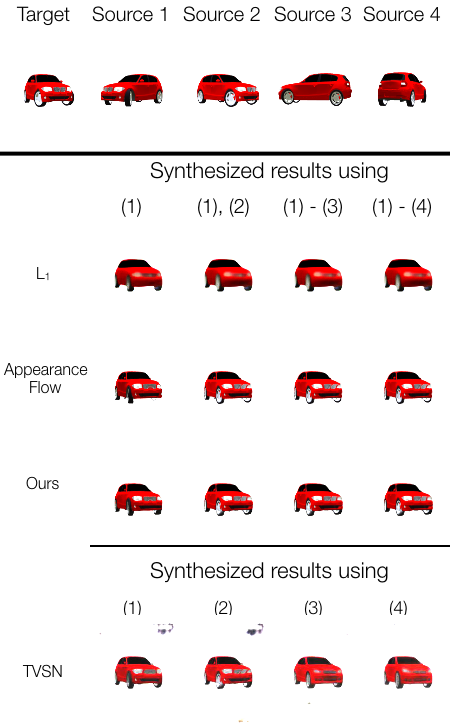 Target Source 1 Source 2 Source 3 Source 4
Synthesized results using
(1) (1), (2) (1) - (3) (1) - (4)
L1
Appearance
Flow
Ours
Synthesized results using
(1) (2) (3) (4)
TVSN